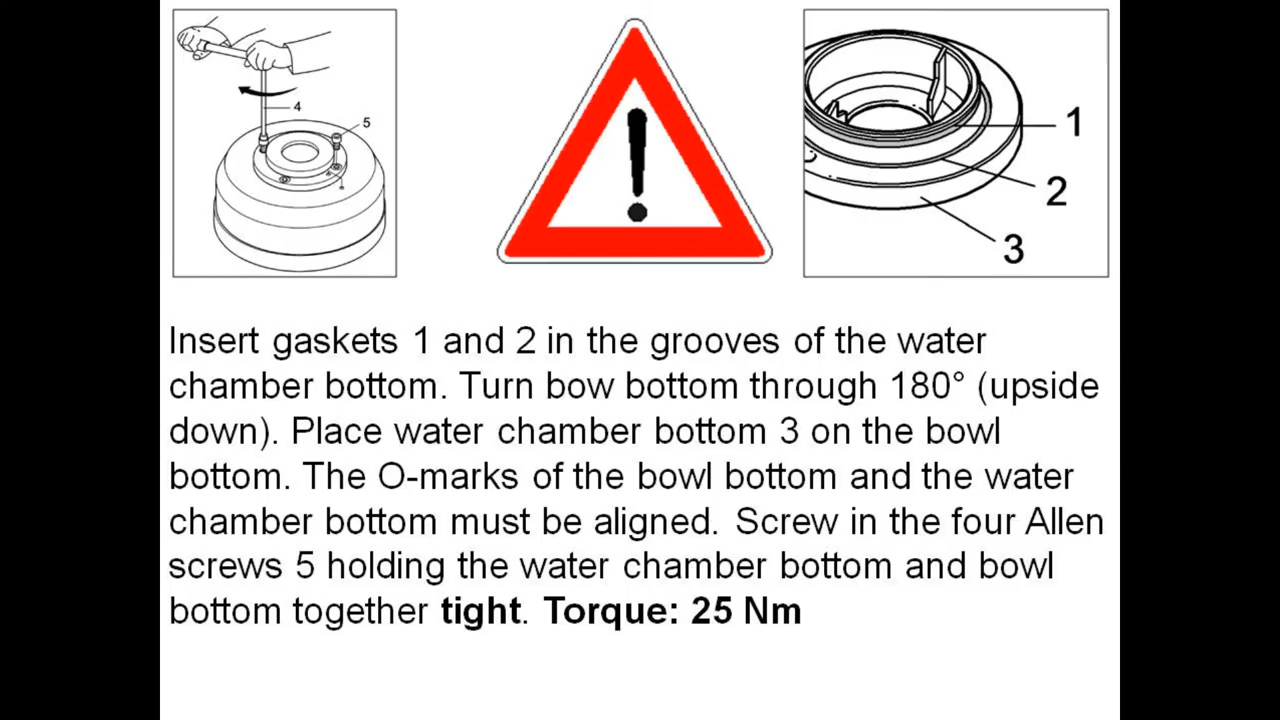 4
5
1
2
3
Insert gaskets 1 and 2 in the grooves of the water
chamber bottom. Turn bow bottom through 180° (upside
down). Place water chamber bottom 3 on the bowl
bottom. The O-marks of the bowl bottom and the water
chamber bottom must be aligned. Screw in the four Allen
screws 5 holding the water chamber bottom and bowl
bottom together tight. Torque: 25 Nm